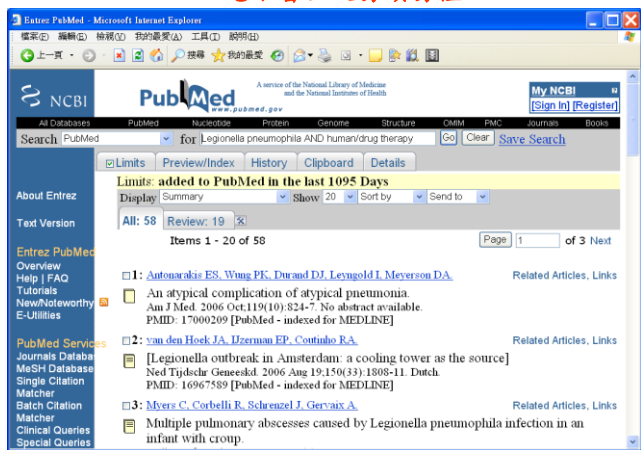 Entrez PubMed - Microsoft Internet Explorer
檔案(F) 編輯(E) 檢視(V) 我的最愛(A) 工具(T) 說明(H)
上一頁 搜尋 我的最愛
NCBI
PubMed
www.pubmed.gov
A service of the National Library of Medicine
and the National Institutes of Health
My NCBI
[Sign In] [Register]
All Databases PubMed Nucleotide Protein Genome Structure OMIM PMC Journals Books
Search PubMed for Legionella pneumophila AND human/drug therapy Go Clear Save Search
Limits Preview/Index History Clipboard Details
Limits: added to PubMed in the last 1095 Days
Display Summary Show 20 Sort by Send to
All: 58 Review: 19
Items 1 - 20 of 58 Page 1 of 3 Next
About Entrez
Text Version
Entrez PubMed
Overview
Help | FAQ
Tutorials
New/Noteworthy
E-Utilities
PubMed Services
Journals Databa
MeSH Database
Single Citation
Matcher
Batch Citation
Matcher
Clinical Queries
Special Queries
1: Antonarakis ES, Wung PK, Durand DJ, Leyngold I, Meyerson DA. Related Articles, Links
An atypical complication of atypical pneumonia.
Am J Med. 2006 Oct;119(10):824-7. No abstract available.
PMID: 17000209 [PubMed - indexed for MEDLINE]
2: van den Hoek JA, IJzerman EP, Coutinho RA. Related Articles, Links
[Legionella outbreak in Amsterdam: a cooling tower as the source]
Ned Tijdschr Geneeskd. 2006 Aug 19;150(33):1808-11. Dutch.
PMID: 16967589 [PubMed - indexed for MEDLINE]
3: Myers C, Corbelli R, Schrenzel J, Gervaix A. Related Articles, Links
Multiple pulmonary abscesses caused by Legionella pneumophila infection in an
infant with croup.